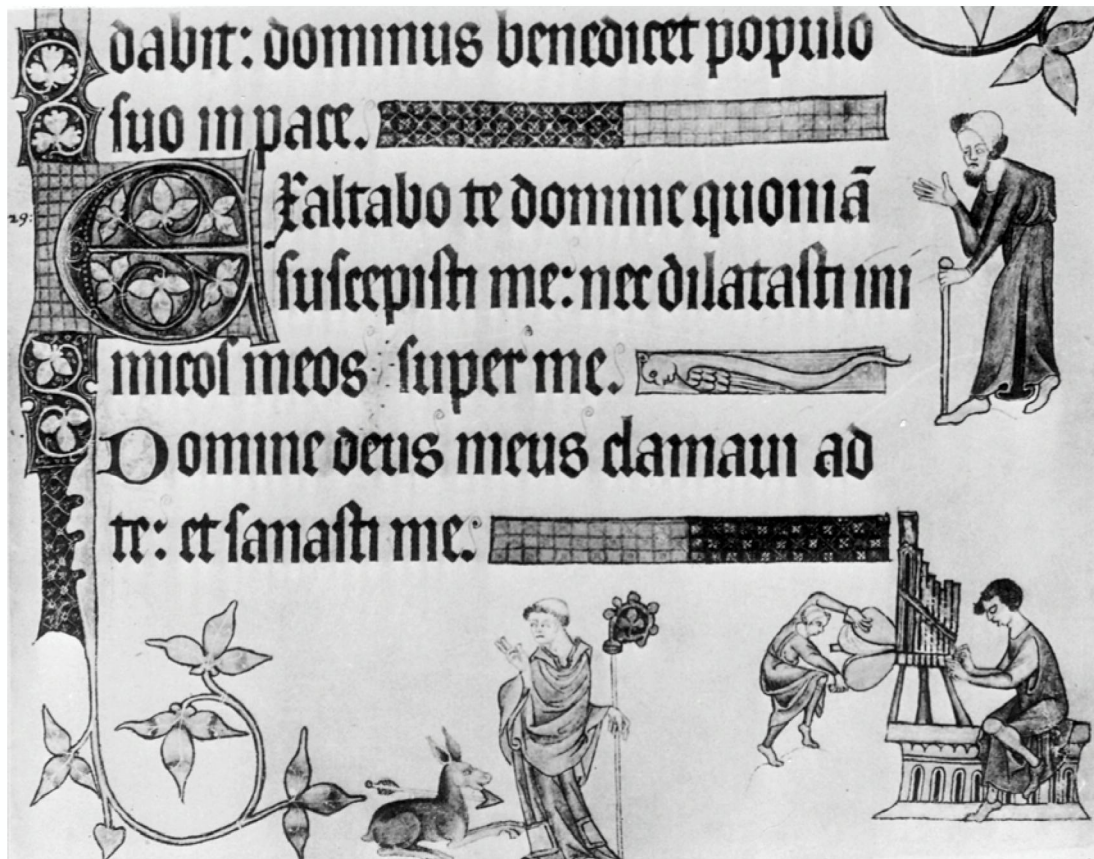 dabit: dominus benedicet populo
suo in pace.
29:
Exaltabo te domine quoniā
suscepisti me: nec dilatasti ini
micos meos super me.
Domine deus meus clamaui ad
te: et sanasti me.